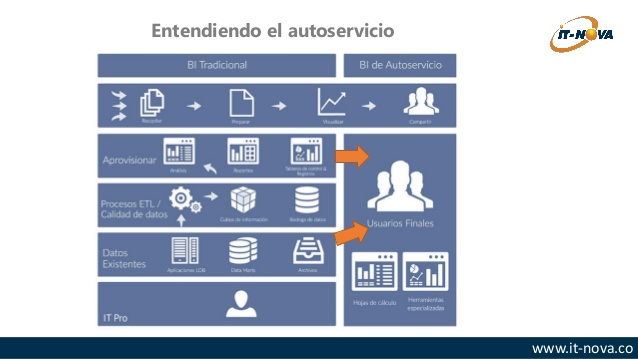 Entendiendo el autoservicio
IT-NOVA
BI Tradicional
BI de Autoservicio
Recopilar
Preparar
Visualizar
Compartir
Aprovisionar
Análisis
Reportes
Tableros de control &
Registros
Procesos ETL /
Calidad de datos
Cubos de información
Bodega de datos
Usuarios Finales
Datos
Existentes
Aplicaciones LOB
Data Marts
Archivos
Hojas de cálculo
Herramientas
especializadas
IT Pro
www.it-nova.co